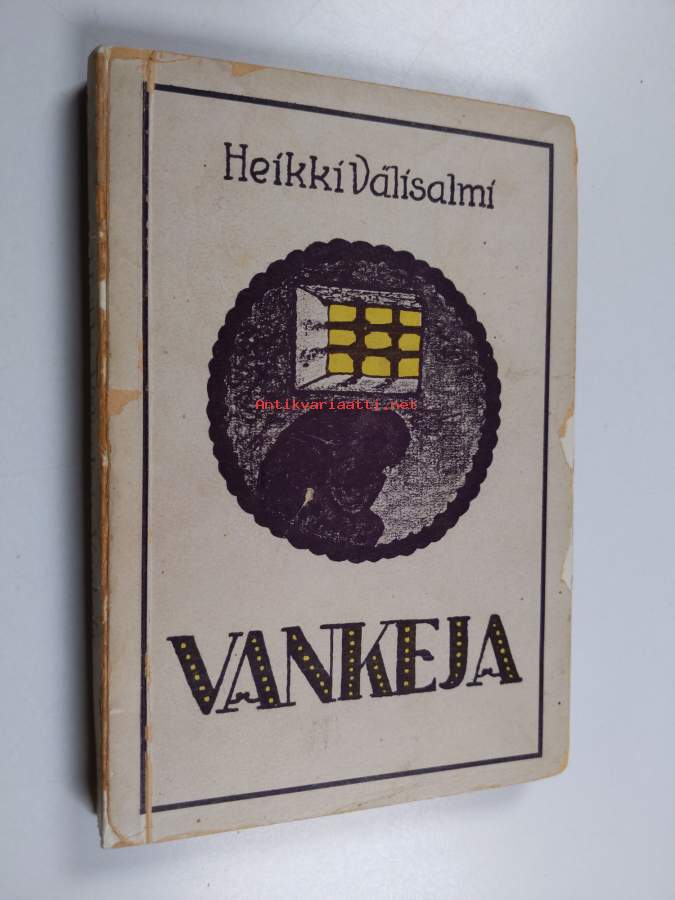 Heikki Välisalmi
Antikvariaatti.net
VANKEJA